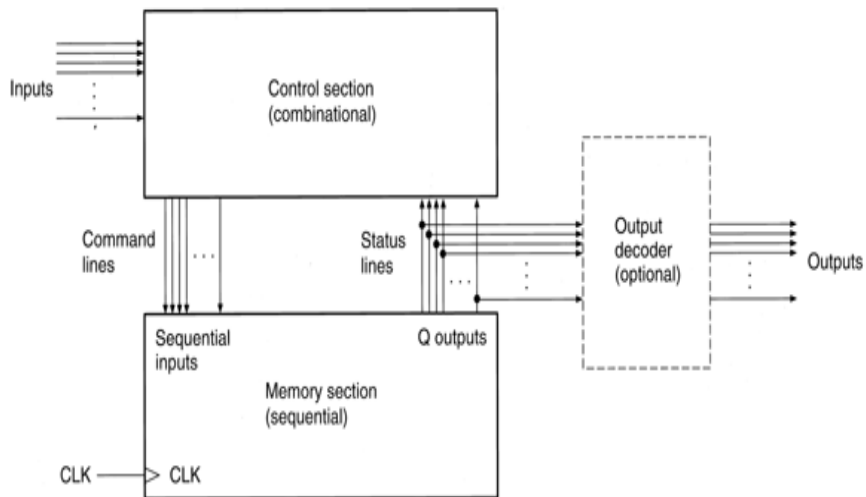 Inputs
Control section
(combinational)
Command
lines
Status
lines
Output
decoder
(optional)
Outputs
Sequential
inputs
Q outputs
Memory section
(sequential)
CLK
CLK